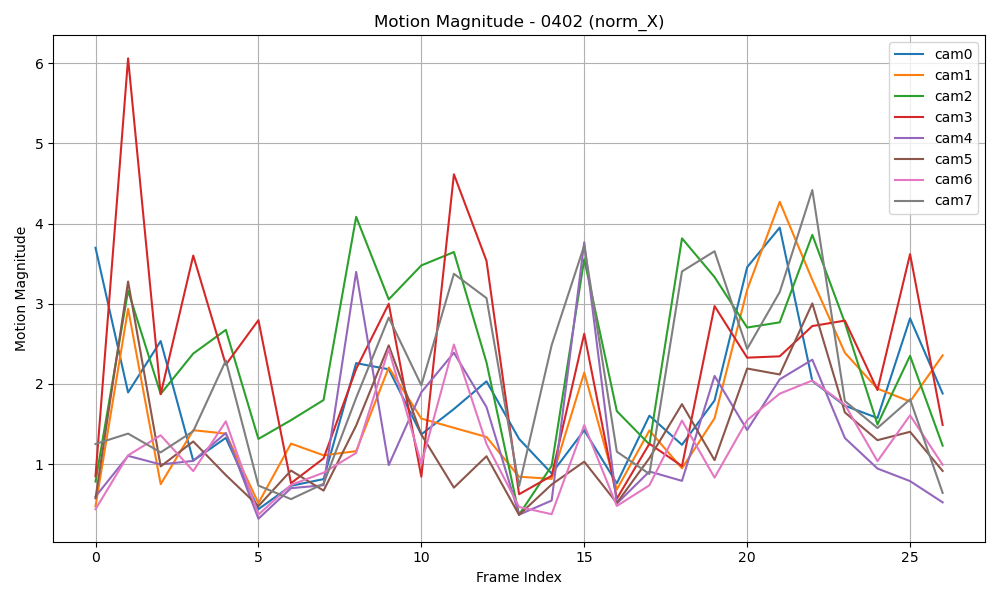 Motion Magnitude - 0402 (norm_X)
Motion Magnitude
6
5
4
3
2
1
0
5
10
15
20
25
Frame Index
cam0
cam1
cam2
cam3
cam4
cam5
cam6
cam7